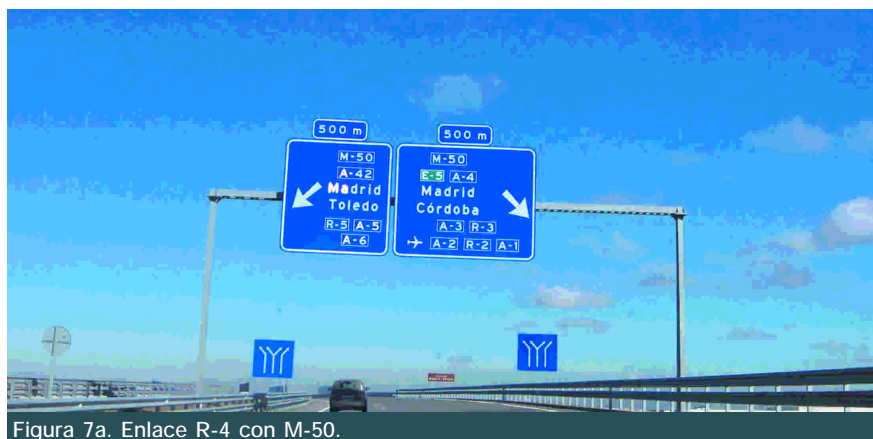 500 m
M-50
A-42
Madrid
Toledo
R-5 A-5
A-6
500 m
M-50
E-5 A-4
Madrid
Córdoba
A-3 R-3
A-2 R-2 A-1
Figura 7a. Enlace R-4 con M-50.